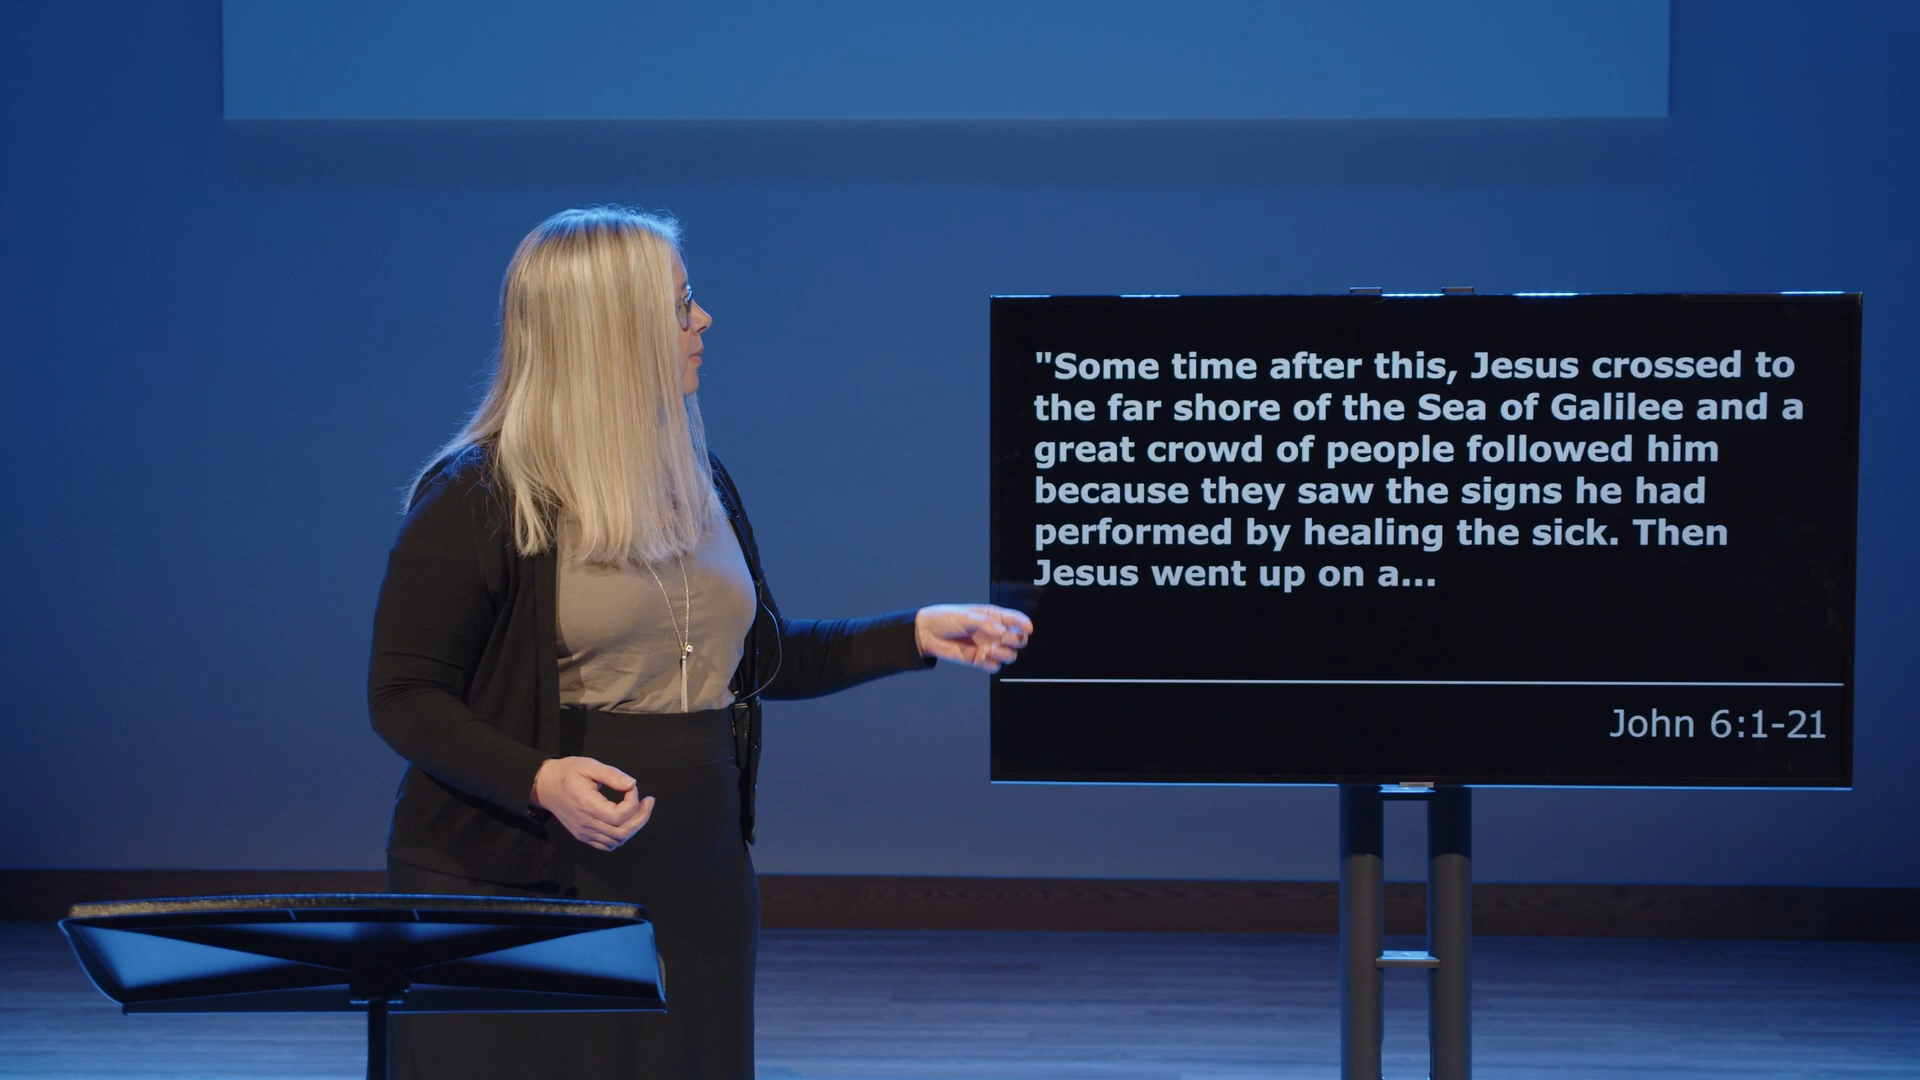 "Some time after this, Jesus crossed to
the far shore of the Sea of Galilee and a
great crowd of people followed him
because they saw the signs he had
performed by healing the sick. Then
Jesus went up on a...
John 6:1-21